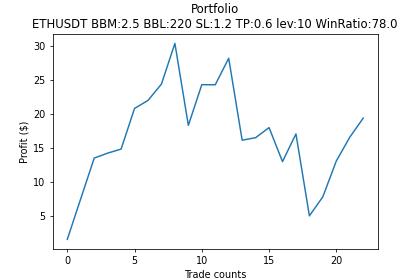 Portfolio
ETHUSDT BBM:2.5 BBL:220 SL:1.2 TP:0.6 lev:10 WinRatio:78.0
30
25
20
15
10
5
Profit ($)
0 5 10 15 20
Trade counts